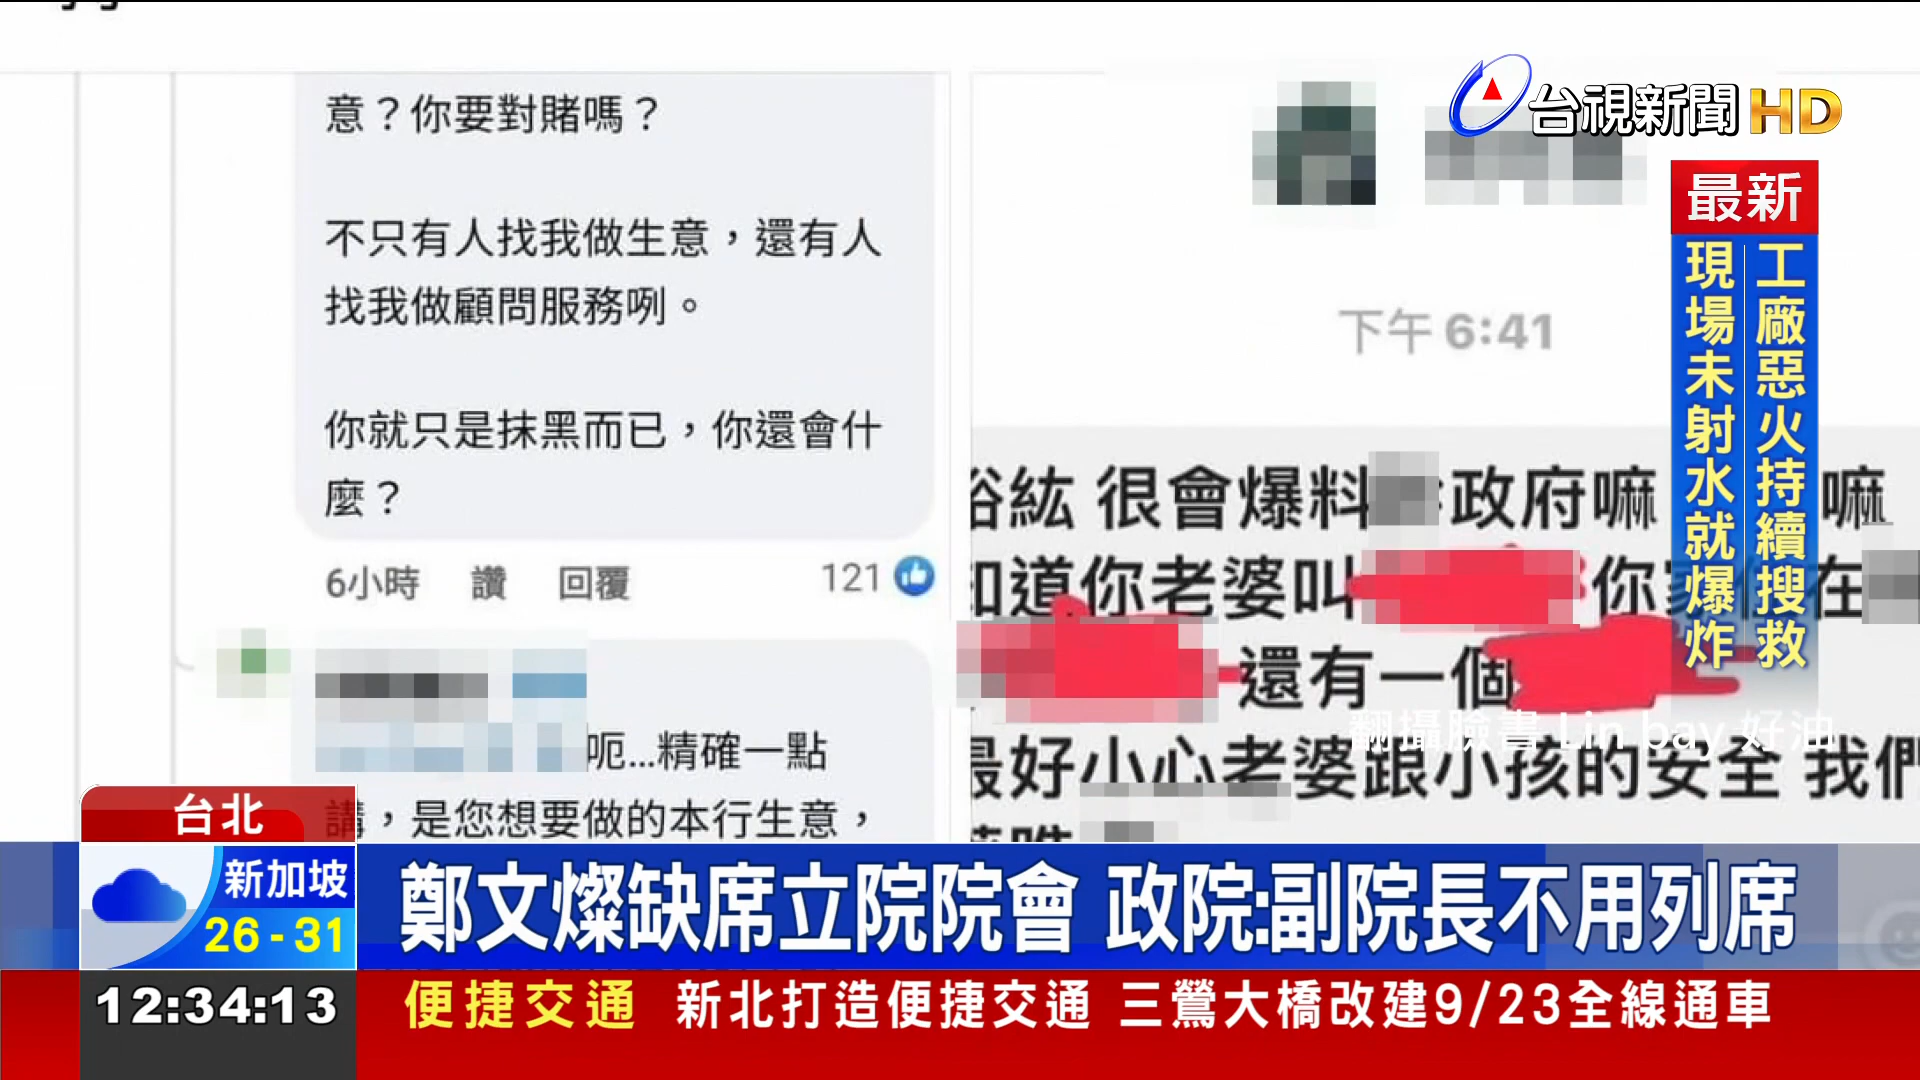 意？你要對賭嗎？
不只有人找我做生意，還有人
找我做顧問服務咧。
你就只是抹黑而已，你還會什
麼？
6小時 讚 回覆 121
呃...精確一點
講，是您想要做的本行生意，
下午 6:41
裕紘 很會爆料 政府嘛 嘛
知道你老婆叫 你家住在
還有一個
最好小心老婆跟小孩的安全 我們
翻攝臉書 Lin bay 好油
台視新聞HD
最新
工廠惡火持續搜救
現場未射水就爆炸
台北
新加坡
26-31
12:34:13
鄭文燦缺席立院院會 政院:副院長不用列席
便捷交通 新北打造便捷交通 三鶯大橋改建9/23全線通車